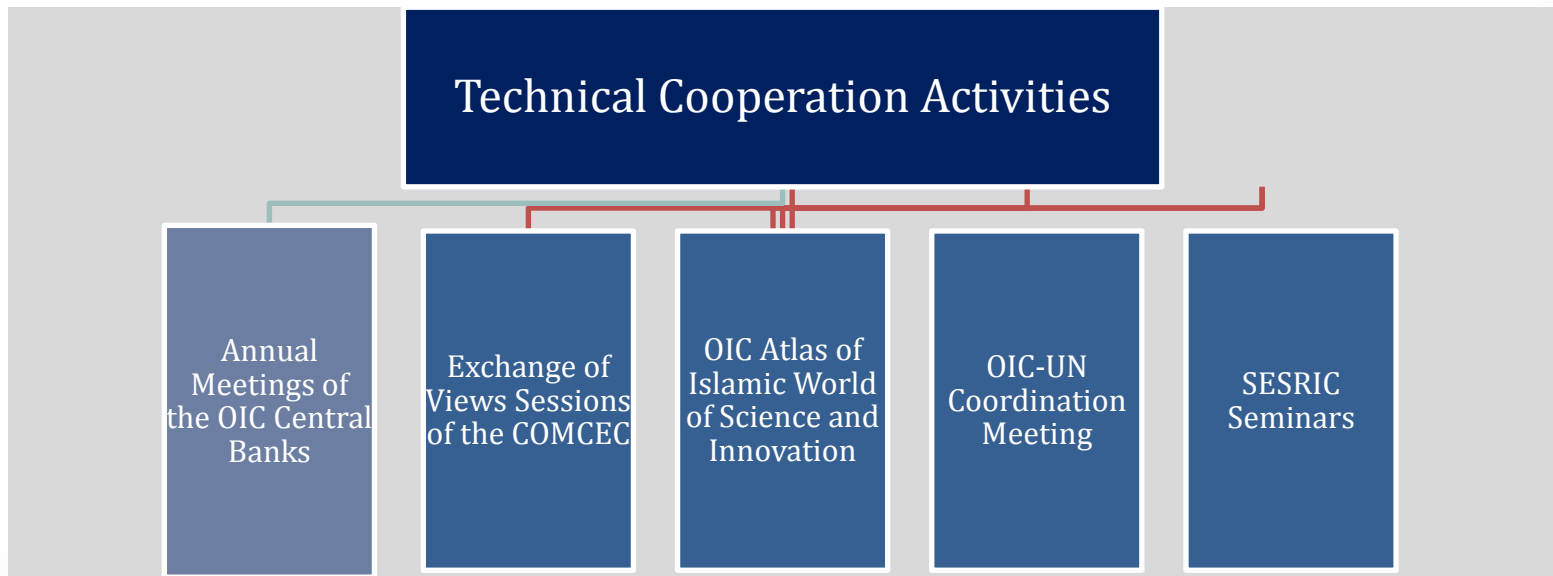 Technical Cooperation Activities
Annual
Meetings of
the OIC Central
Banks
Exchange of
Views Sessions
of the COMCEC
OIC Atlas of
Islamic World
of Science and
Innovation
OIC-UN
Coordination
Meeting
SESRIC
Seminars